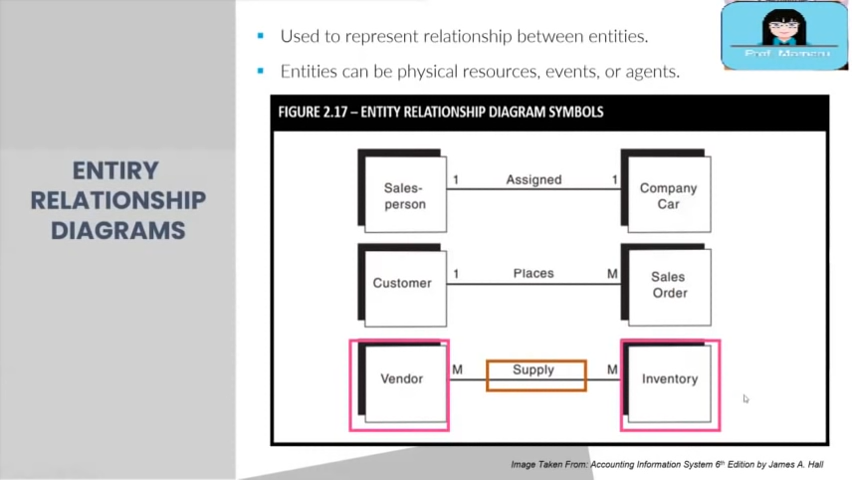 Used to represent relationship between entities.
Entities can be physical resources, events, or agents.
ENTIRY
RELATIONSHIP
DIAGRAMS
FIGURE 2.17 – ENTITY RELATIONSHIP DIAGRAM SYMBOLS
Sales-
person
1
Assigned
1
Company
Car
Customer
1
Places
M
Sales
Order
Vendor
M
Supply
M
Inventory
Image Taken From: Accounting Information System 6th Edition by James A. Hall